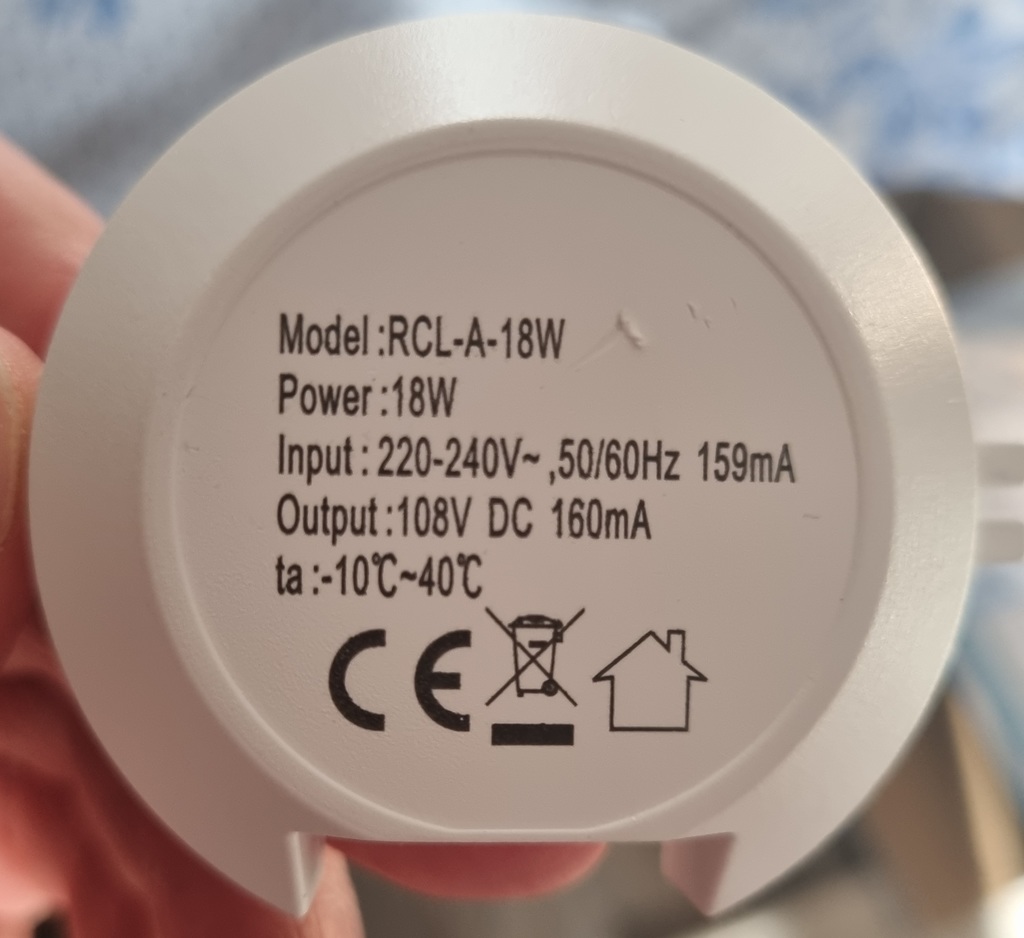 Model :RCL-A-18W
Power :18W
Input : 220-240V~ ,50/60Hz 159mA
Output :108V DC 160mA
ta :-10℃~40℃
CE